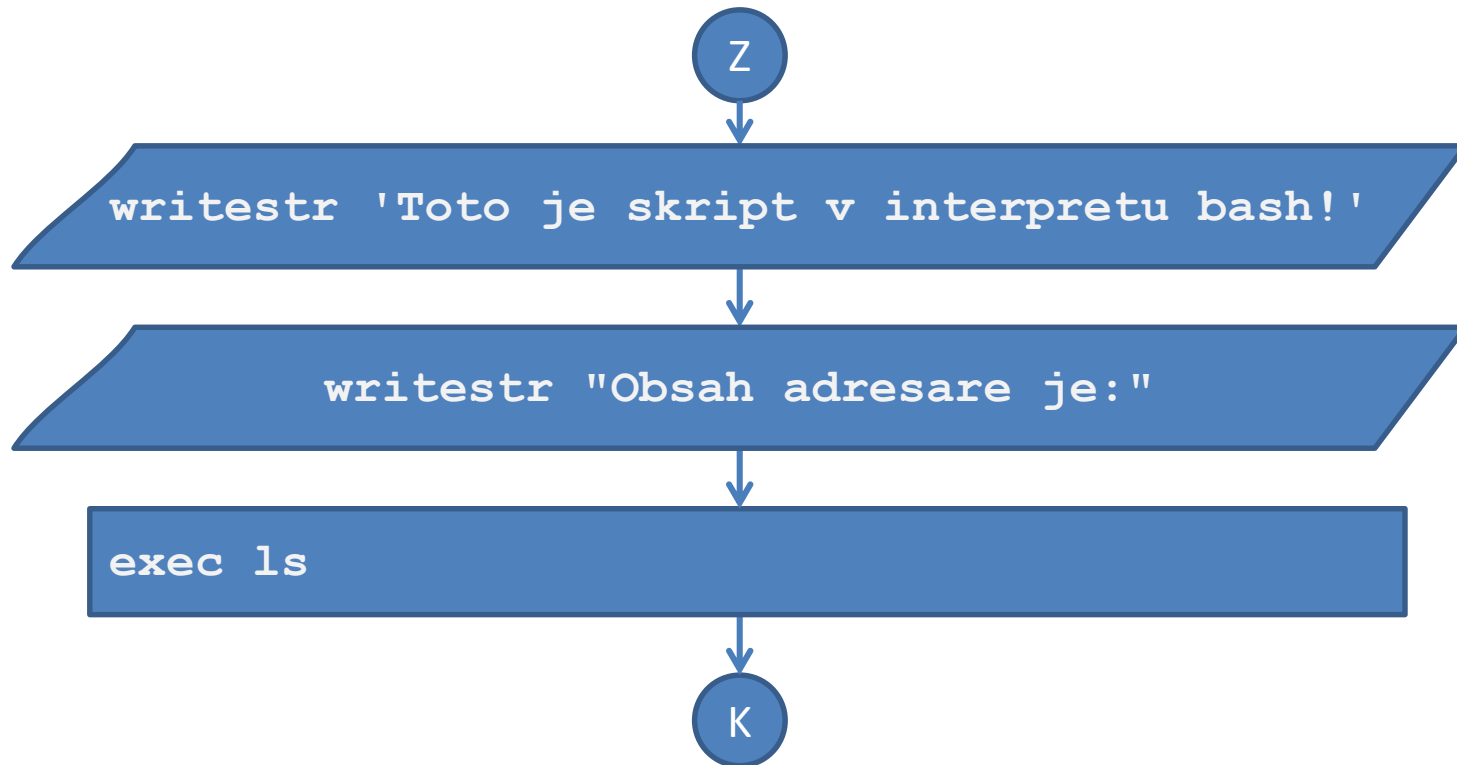 Z
writestr 'Toto je skript v interpretu bash!'
writestr "Obsah adresare je:"
exec ls
K